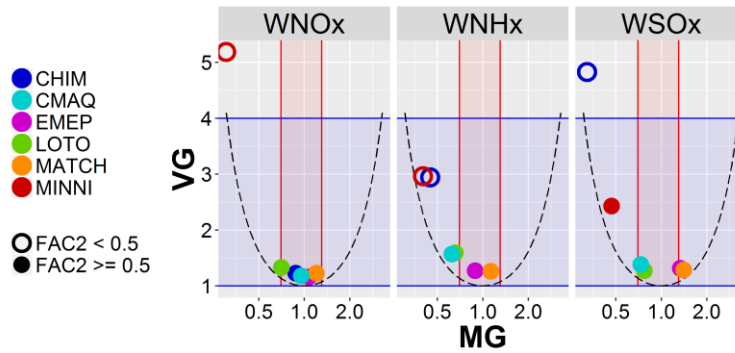 WNOx WNHx WSOx
CHIM
CMAQ
EMEP
LOTO
MATCH
MINNI
FAC2 < 0.5
FAC2 >= 0.5
VG
5
4
3
2
1
0.5 1.0 2.0 0.5 1.0 2.0 0.5 1.0 2.0
MG